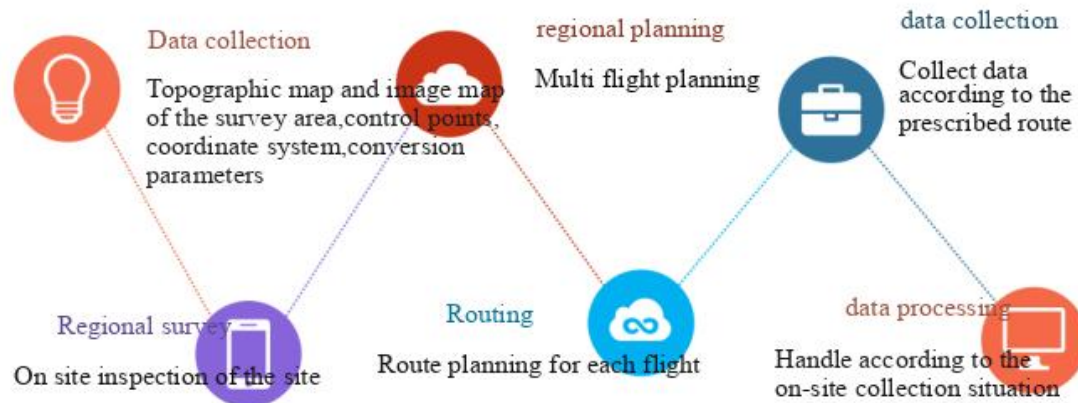 Data collection
Topographic map and image map
of the survey area,control points,
coordinate system,conversion
parameters
Regional survey
On site inspection of the site
regional planning
Multi flight planning
Routing
Route planning for each flight
data collection
Collect data
according to the
prescribed route
data processing
Handle according to the
on-site collection situation